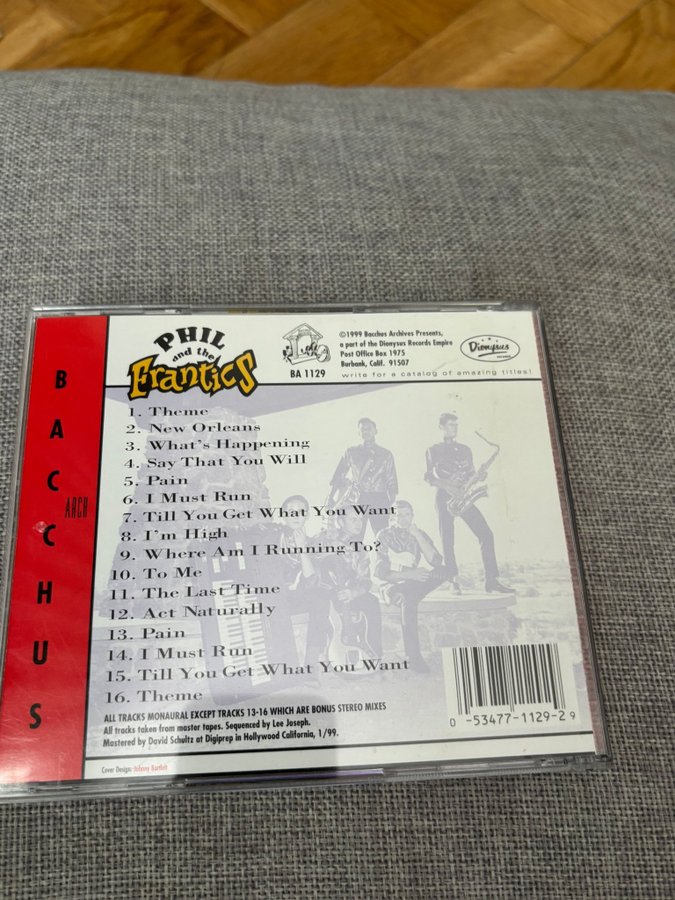 BACCHUS
ARCH
PHIL
and the
Frantics
BA 1129
©1999 Bacchus Archives Presents,
a part of the Dionysus Records Empire
Post Office Box 1975
Burbank, Calif. 91507
write for a catalog of amazing titles!
Dionysus
RECORDS
1. Theme
2. New Orleans
3. What's Happening
4. Say That You Will
5. Pain
6. I Must Run
7. Till You Get What You Want
8. I'm High
9. Where Am I Running To?
10. To Me
11. The Last Time
12. Act Naturally
13. Pain
14. I Must Run
15. Till You Get What You Want
16. Theme
ALL TRACKS MONAURAL EXCEPT TRACKS 13-16 WHICH ARE BONUS STEREO MIXES
All tracks taken from master tapes. Sequenced by Lee Joseph.
Mastered by David Schultz at Digiprep in Hollywood California, 1/99.
Cover Design: Johnny Bartlett
0 -53477-1129-2 9